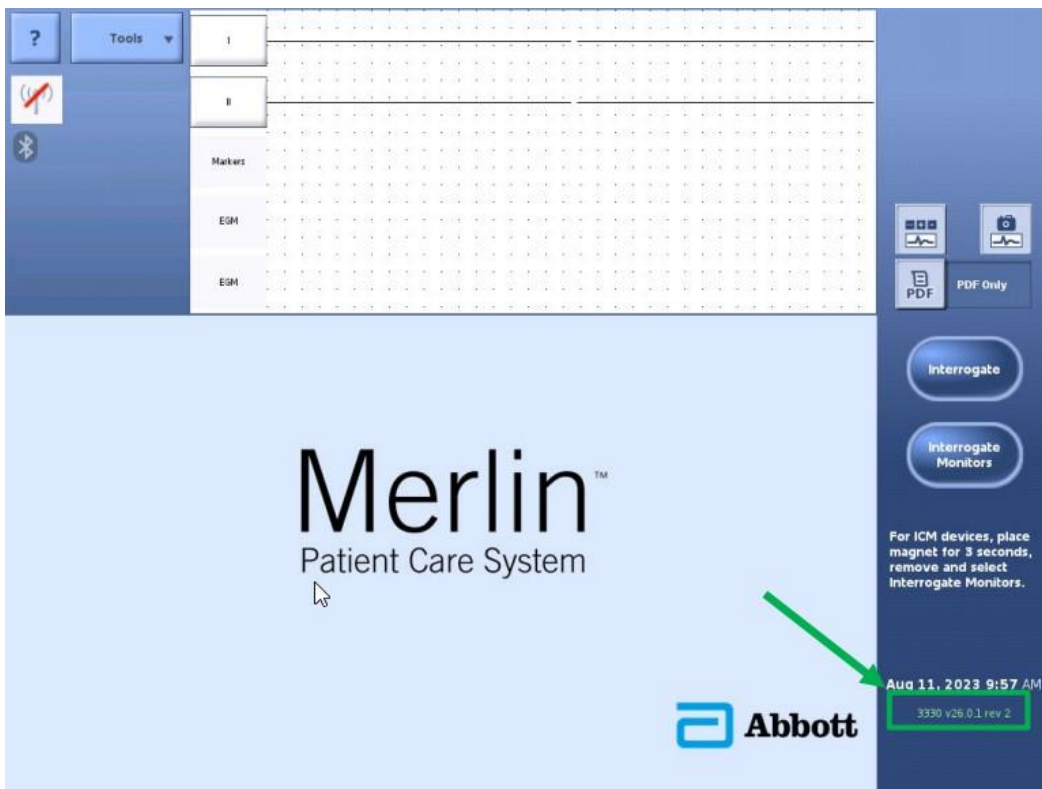 ?
Tools
I
II
Markers
EGM
EGM
PDF
PDF Only
Interrogate
Interrogate
Monitors
For ICM devices, place
magnet for 3 seconds,
remove and select
Interrogate Monitors.
Merlin™
Patient Care System
Aug 11, 2023 9:57 AM
3330 v26.0.1 rev 2
Abbott